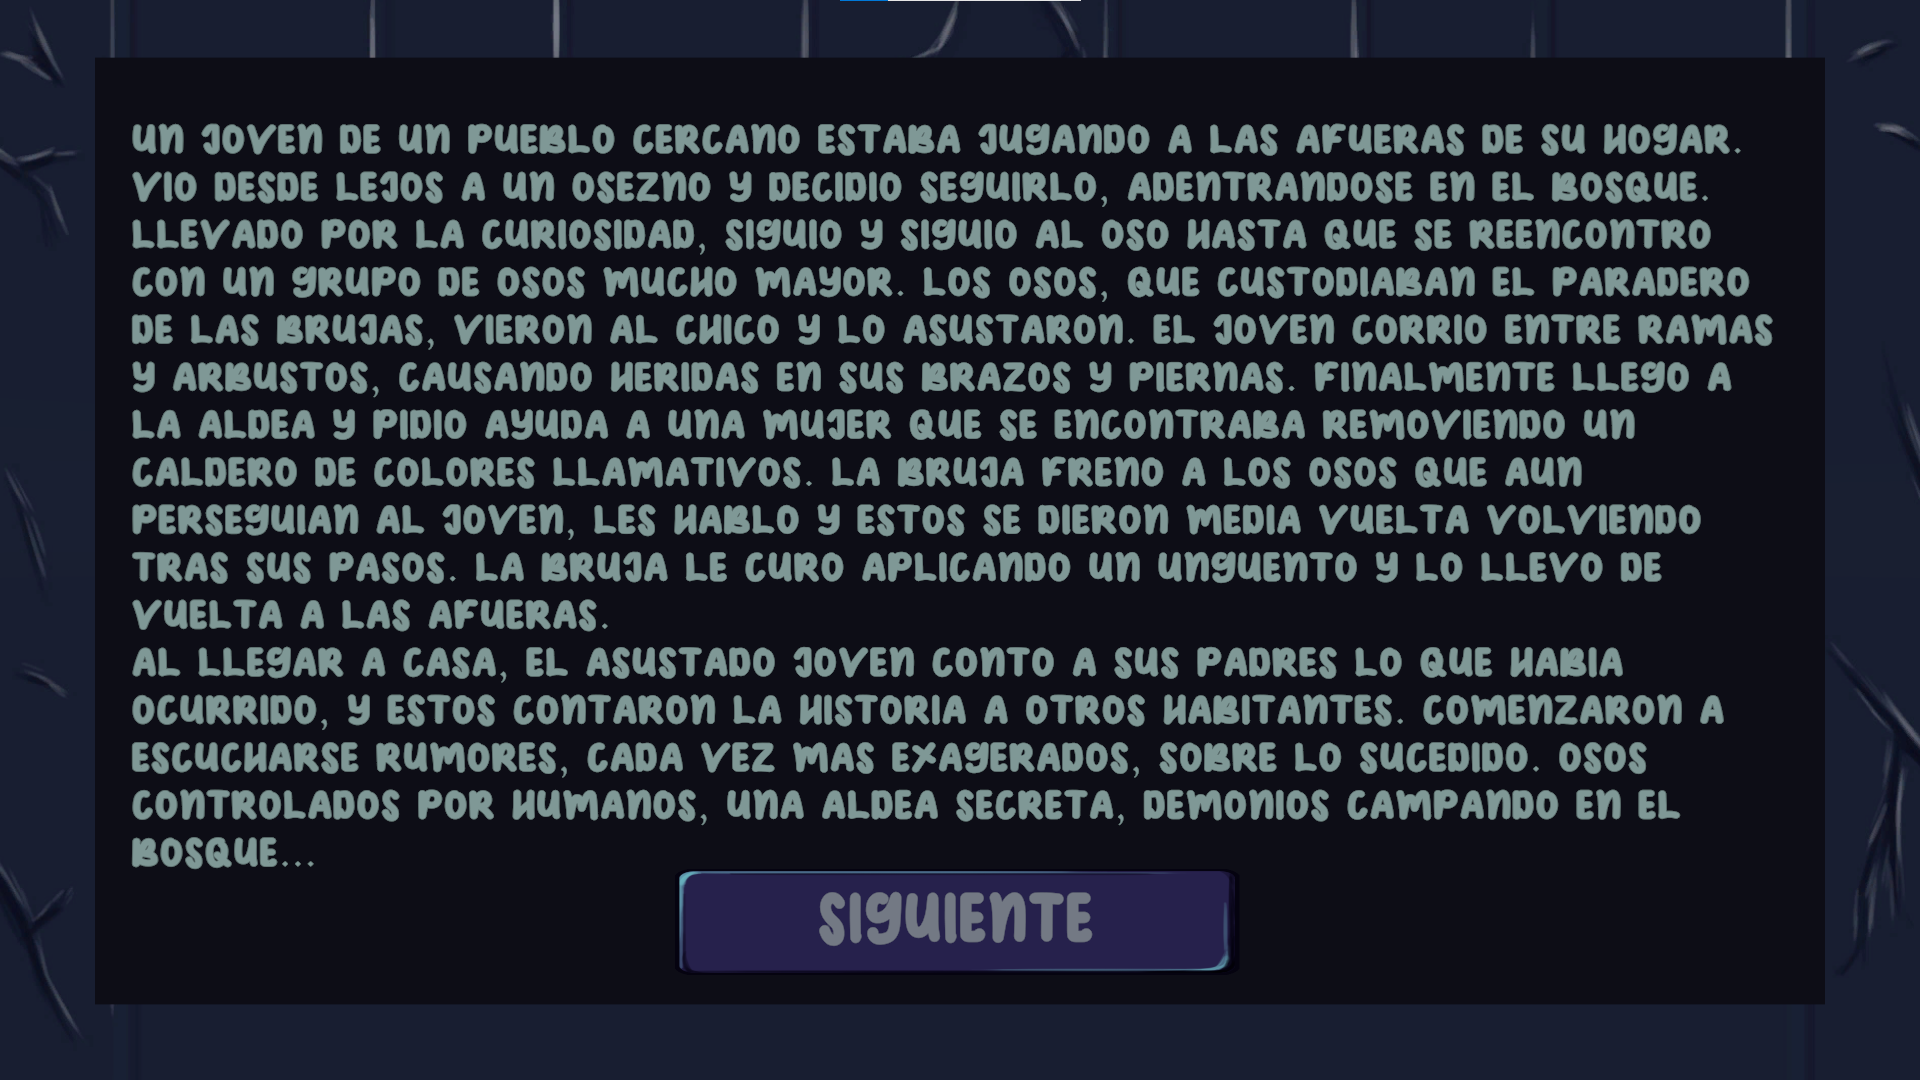 UN JOVEN DE UN PUEBLO CERCANO ESTABA JUGANDO A LAS AFUERAS DE SU HOGAR.
VIO DESDE LEJOS A UN OSEZNO Y DECIDIO SEGUIRLO, ADENTRANDOSE EN EL BOSQUE.
LLEVADO POR LA CURIOSIDAD, SIGUIO Y SIGUIO AL OSO HASTA QUE SE REENCONTRO
CON UN GRUPO DE OSOS MUCHO MAYOR. LOS OSOS, QUE CUSTODIABAN EL PARADERO
DE LAS BRUJAS, VIERON AL CHICO Y LO ASUSTARON. EL JOVEN CORRIO ENTRE RAMAS
Y ARBUSTOS, CAUSANDO HERIDAS EN SUS BRAZOS Y PIERNAS. FINALMENTE LLEGO A
LA ALDEA Y PIDIO AYUDA A UNA MUJER QUE SE ENCONTRABA REMOVIENDO UN
CALDERO DE COLORES LLAMATIVOS. LA BRUJA FRENO A LOS OSOS QUE AUN
PERSEGUIAN AL JOVEN, LES HABLO Y ESTOS SE DIERON MEDIA VUELTA VOLVIENDO
TRAS SUS PASOS. LA BRUJA LE CURO APLICANDO UN UNGUENTO Y LO LLEVO DE
VUELTA A LAS AFUERAS.
AL LLEGAR A CASA, EL ASUSTADO JOVEN CONTO A SUS PADRES LO QUE HABIA
OCURRIDO, Y ESTOS CONTARON LA HISTORIA A OTROS HABITANTES. COMENZARON A
ESCUCHARSE RUMORES, CADA VEZ MAS EXAGERADOS, SOBRE LO SUCEDIDO. OSOS
CONTROLADOS POR HUMANOS, UNA ALDEA SECRETA, DEMONIOS CAMPANDO EN EL
BOSQUE...
SIGUIENTE